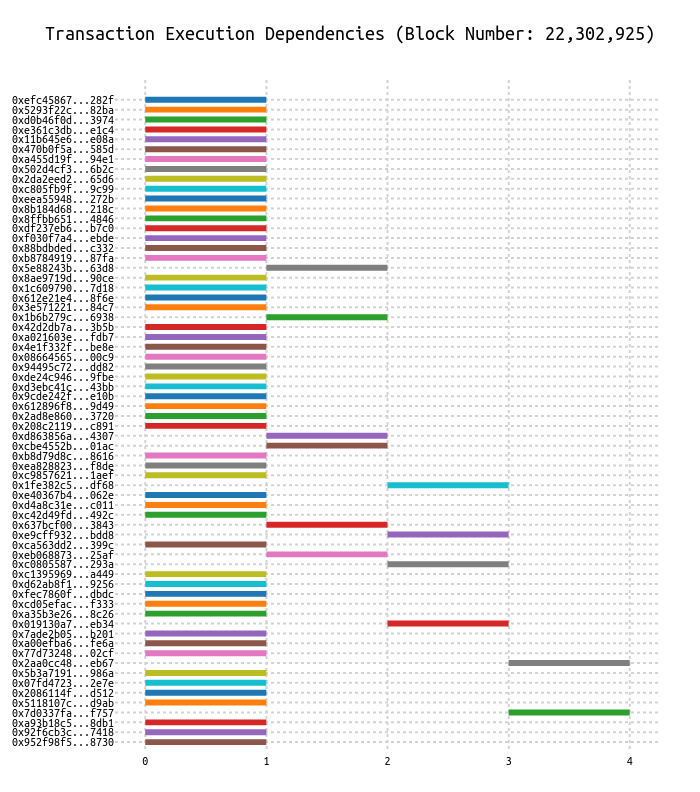 Transaction Execution Dependencies (Block Number: 22,302,925)
0xefc45867...282f
0x5293f22c...82ba
0xd0b46f0d...3974
0xe361c3db...e1c4
0x11b645e6...e08a
0x470b0f5a...585d
0xa455d19f...94e1
0x502d4cf3...6b2c
0x2da2eed2...65d6
0xc805fb9f...9c99
0xeea55948...272b
0x8b184d68...218c
0x8ffbb651...4846
0xdf237eb6...b7c0
0xf030f7a4...ebde
0x88bdbded...c332
0xb8784919...87fa
0x5e88243b...63d8
0x8ae9719d...90ce
0x1c609790...7d18
0x612e21e4...8f6e
0x3e571221...84c7
0x1b6b279c...6938
0x42d2db7a...3b5b
0xa021603e...fdb7
0x4e1f332f...be8e
0x08664565...00c9
0x94495c72...dd82
0xde24c946...9fbe
0xd3ebc41c...43bb
0x9cde242f...e10b
0x612896f8...9d49
0x2ad8e860...3720
0x208c2119...c891
0xd863856a...4307
0xcbe4552b...01ac
0xb8d79d8c...8616
0xea828823...f8de
0xc9857621...1aef
0x1fe382c5...df68
0xe40367b4...062e
0xd4a8c31e...c011
0xc42d49fd...492c
0x637bcf00...3843
0xe9cff932...bdd8
0xca563dd2...399c
0xeb068873...25af
0xc0805587...293a
0xc1395969...a449
0xd62ab8f1...9256
0xfec7860f...dbdc
0xcd05efac...f333
0xa35b3e26...8c26
0x019130a7...eb34
0x7ade2b05...b201
0xa00efba6...fe6a
0x77d73248...02cf
0x2aa0cc48...eb67
0x5b3a7191...986a
0x07fd4723...2e7e
0x2086114f...d512
0x5118107c...d9ab
0x7d0337fa...f757
0xa93b18c5...8db1
0x92f6cb3c...7418
0x952f98f5...8730
0 1 2 3 4